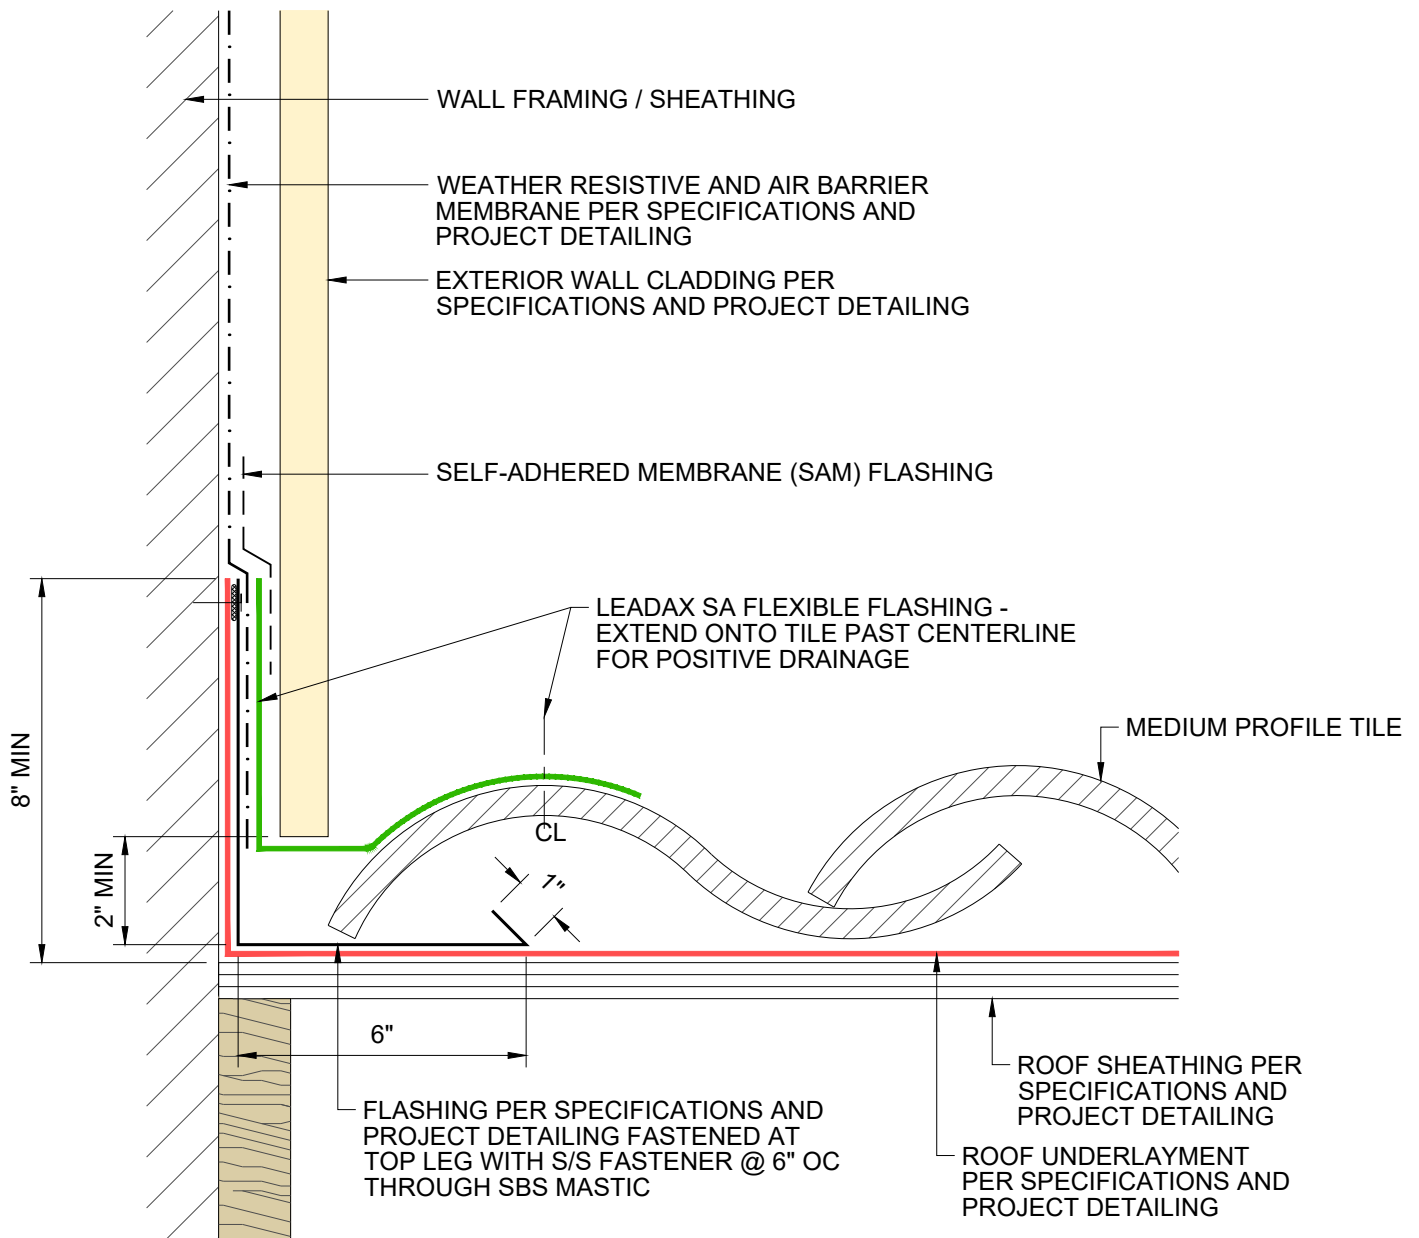 WALL FRAMING / SHEATHING
WEATHER RESISTIVE AND AIR BARRIER
MEMBRANE PER SPECIFICATIONS AND
PROJECT DETAILING
EXTERIOR WALL CLADDING PER
SPECIFICATIONS AND PROJECT DETAILING
SELF-ADHERED MEMBRANE (SAM) FLASHING
LEADAX SA FLEXIBLE FLASHING -
EXTEND ONTO TILE PAST CENTERLINE
FOR POSITIVE DRAINAGE
MEDIUM PROFILE TILE
8" MIN
2" MIN
CL
1"
6"
FLASHING PER SPECIFICATIONS AND
PROJECT DETAILING FASTENED AT
TOP LEG WITH S/S FASTENER @ 6" OC
THROUGH SBS MASTIC
ROOF SHEATHING PER
SPECIFICATIONS AND
PROJECT DETAILING
ROOF UNDERLAYMENT
PER SPECIFICATIONS AND
PROJECT DETAILING